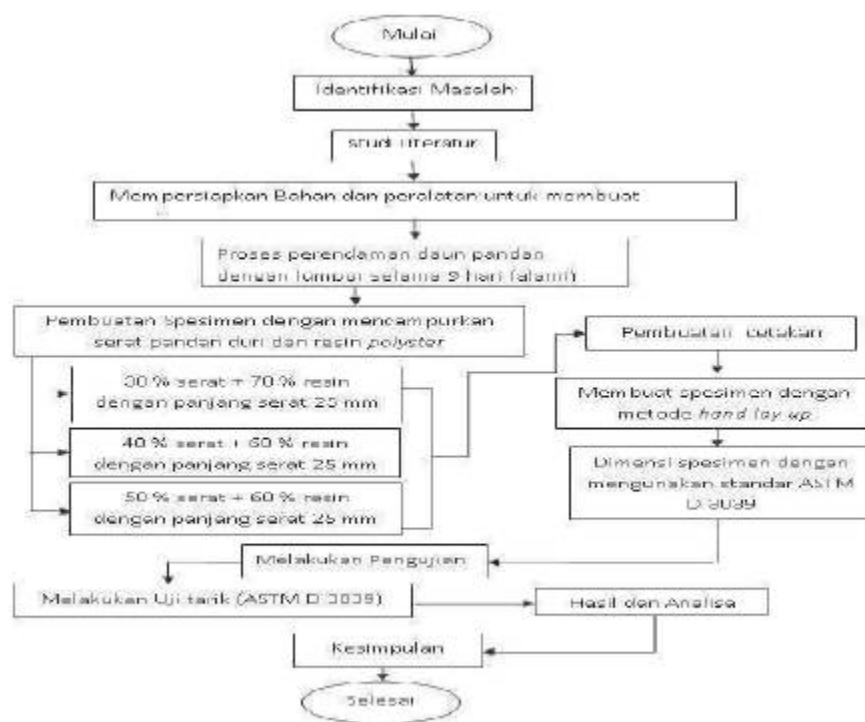 Mulai
Identifikasi Masalah
studi literatur
Mempersiapkan Bahan dan peralatan untuk membuat
...
Proses perendaman daun pandan
dengan lumpur selama 9 hari (alami)
Pembuatan Spesimen dengan mencampurkan
serat pandan duri dan resin polyster
30 % serat + 70 % resin
dengan panjang serat 25 mm
40 % serat + 60 % resin
dengan panjang serat 25 mm
50 % serat + 60 % resin
dengan panjang serat 25 mm
Pembuatan cetakan
Membuat spesimen dengan
metode hand lay up
Dimensi spesimen dengan
mengunakan standar ASTM
D 3039
Melakukan Pengujian
Melakukan Uji tarik (ASTM D 3039)
Hasil dan Analisa
Kesimpulan
Selesai